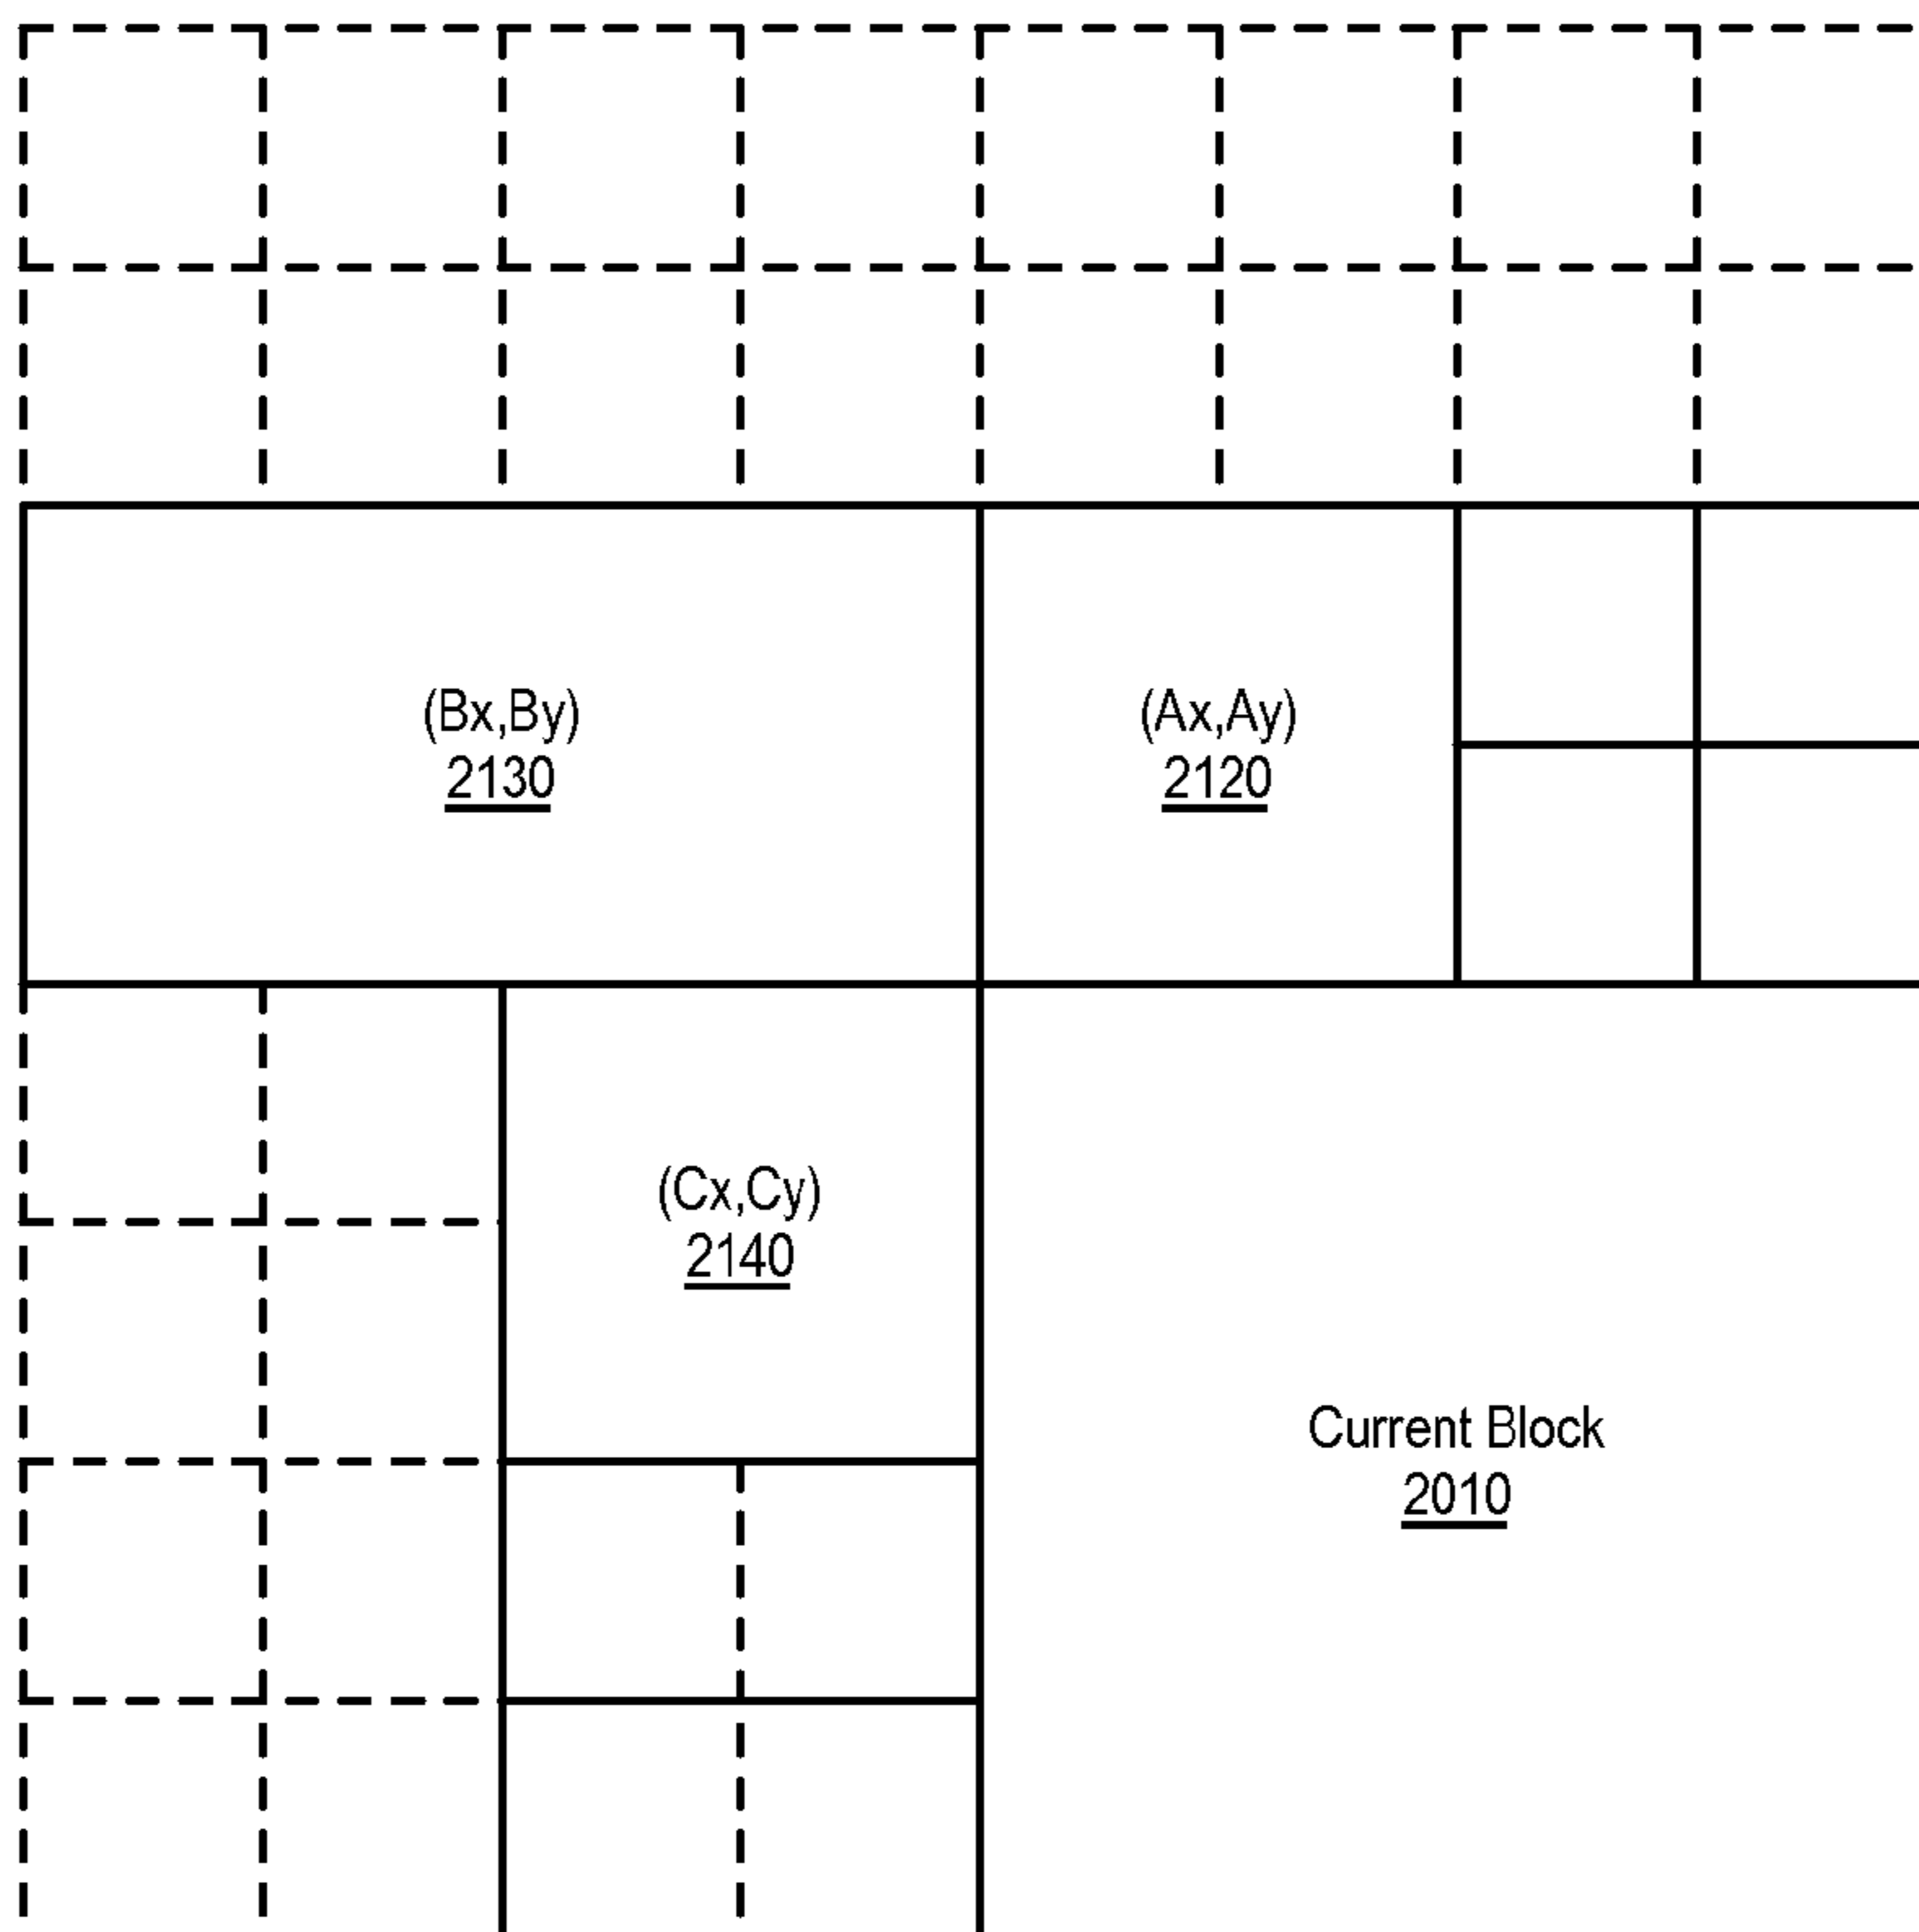 (Bx,By)
2130
(Ax,Ay)
2120
(Cx,Cy)
2140
Current Block
2010